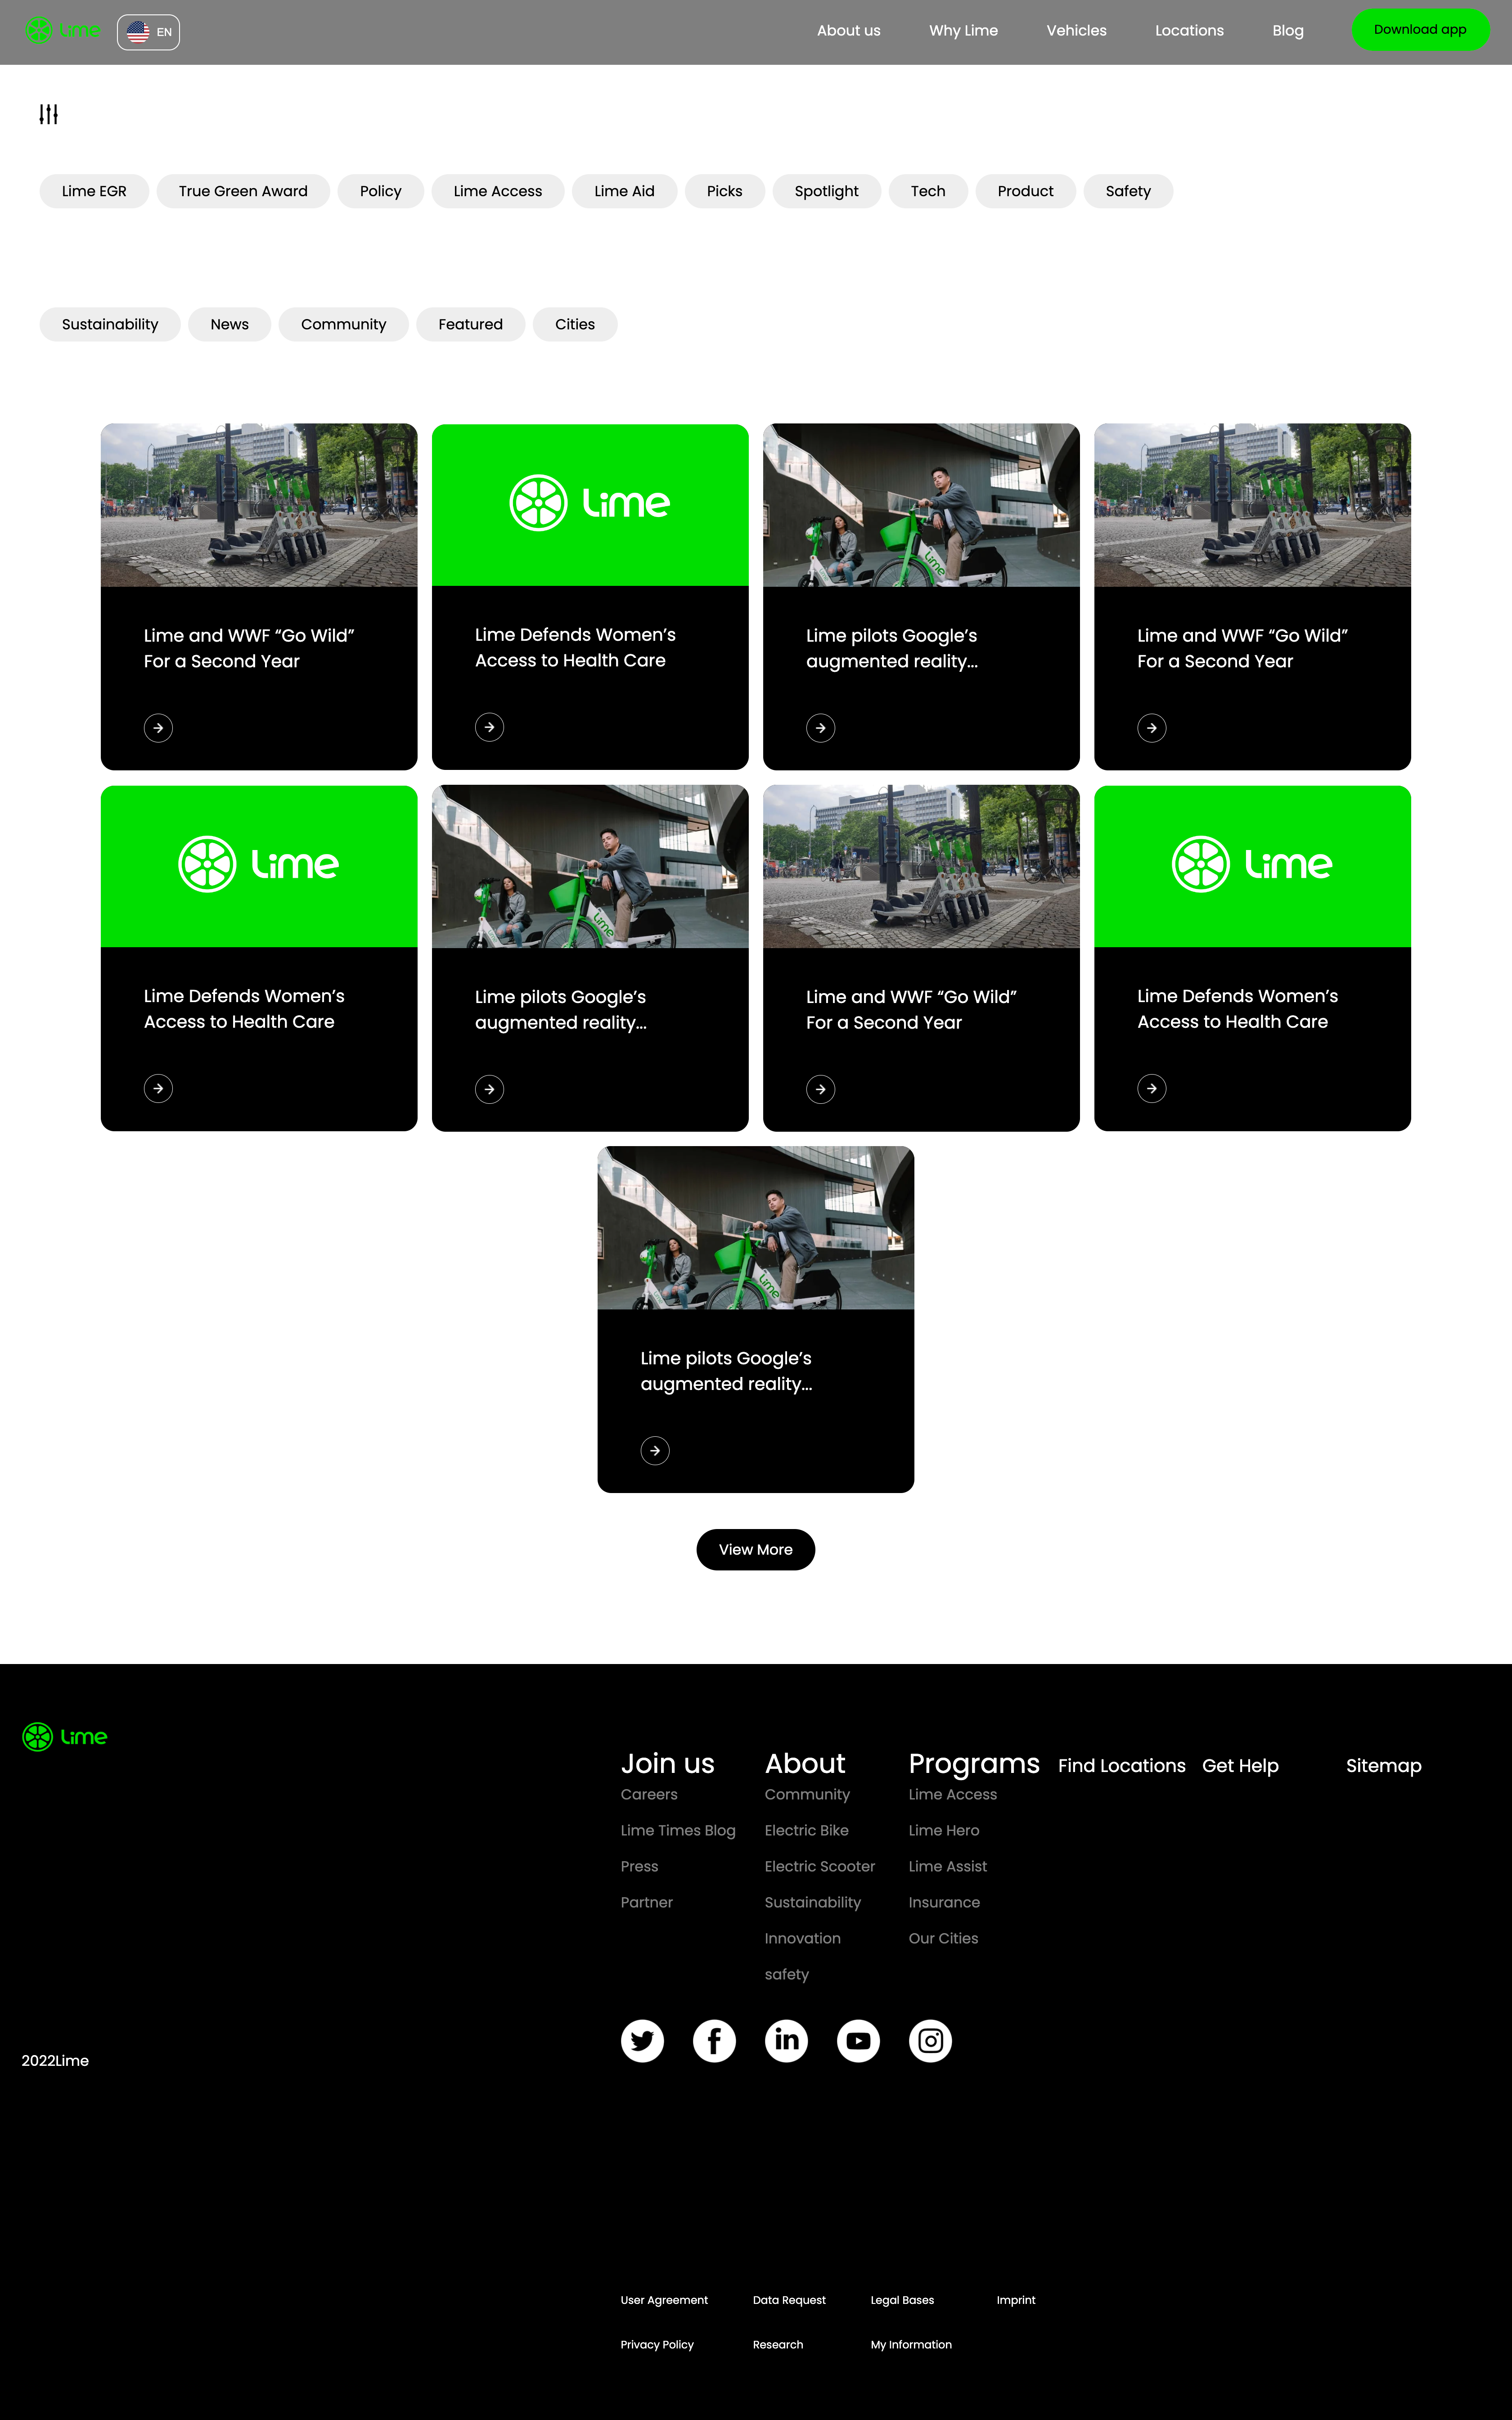 Lime
EN
About us
Why Lime
Vehicles
Locations
Blog
Download app
Lime EGR
True Green Award
Policy
Lime Access
Lime Aid
Picks
Spotlight
Tech
Product
Safety
Sustainability
News
Community
Featured
Cities
Lime and WWF “Go Wild”
For a Second Year
Lime
Lime Defends Women’s
Access to Health Care
Lime
Lime pilots Google’s
augmented reality...
Lime and WWF “Go Wild”
For a Second Year
Lime
Lime Defends Women’s
Access to Health Care
Lime
Lime pilots Google’s
augmented reality...
Lime and WWF “Go Wild”
For a Second Year
Lime
Lime Defends Women’s
Access to Health Care
Lime
Lime pilots Google’s
augmented reality...
View More
Lime
Join us
Careers
Lime Times Blog
Press
Partner
About
Community
Electric Bike
Electric Scooter
Sustainability
Innovation
safety
Programs
Lime Access
Lime Hero
Lime Assist
Insurance
Our Cities
Find Locations
Get Help
Sitemap
f
in
2022Lime
User Agreement
Data Request
Legal Bases
Imprint
Privacy Policy
Research
My Information